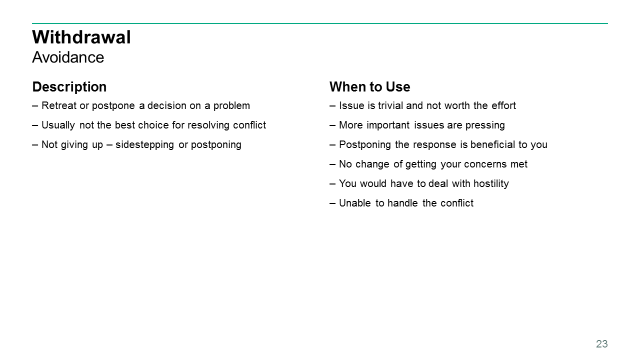 Withdrawal
Avoidance
Description
– Retreat or postpone a decision on a problem
– Usually not the best choice for resolving conflict
– Not giving up – sidestepping or postponing
When to Use
– Issue is trivial and not worth the effort
– More important issues are pressing
– Postponing the response is beneficial to you
– No change of getting your concerns met
– You would have to deal with hostility
– Unable to handle the conflict
23